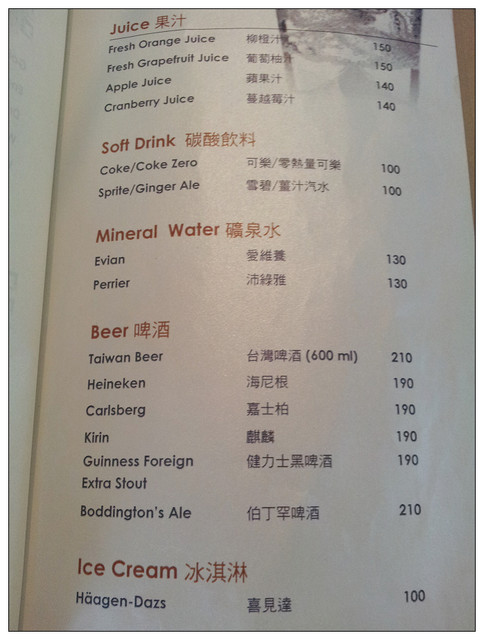 Juice 果汁
Fresh Orange Juice 柳橙汁 150
Fresh Grapefruit Juice 葡萄柚汁 150
Apple Juice 蘋果汁 140
Cranberry Juice 蔓越莓汁 140
Soft Drink 碳酸飲料
Coke/Coke Zero 可樂/零熱量可樂 100
Sprite/Ginger Ale 雪碧/薑汁汽水 100
Mineral Water 礦泉水
Evian 愛維養 130
Perrier 沛綠雅 130
Beer 啤酒
Taiwan Beer 台灣啤酒 (600 ml) 210
Heineken 海尼根 190
Carlsberg 嘉士柏 190
Kirin 麒麟 190
Guinness Foreign 健力士黑啤酒 190
Extra Stout
Boddington's Ale 伯丁罕啤酒 210
Ice Cream 冰淇淋
Häagen-Dazs 喜見達 100